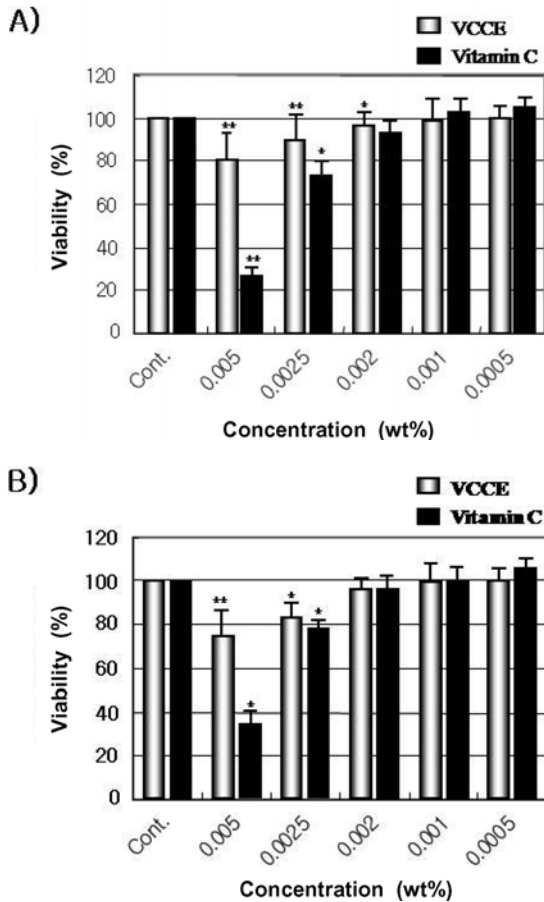 A)
VCCE
Vitamin C
120
100
80
60
40
20
0
Viability (%)
** ** *
**
*
Cont. 0.005 0.0025 0.002 0.001 0.0005
Concentration (wt%)
B)
VCCE
Vitamin C
120
100
80
60
40
20
0
Viability (%)
** * *
*
Cont. 0.005 0.0025 0.002 0.001 0.0005
Concentration (wt%)